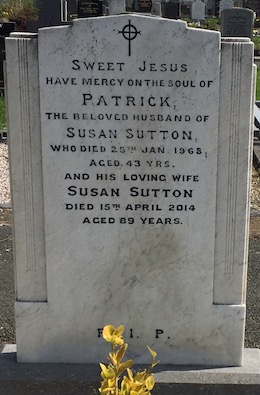 SWEET JESUS
HAVE MERCY ON THE SOUL OF
PATRICK,
THE BELOVED HUSBAND OF
SUSAN SUTTON,
WHO DIED 25TH JAN. 1968,
AGED 43 YRS.
AND HIS LOVING WIFE
SUSAN SUTTON
DIED 15TH APRIL 2014
AGED 89 YEARS.
R. I. P.